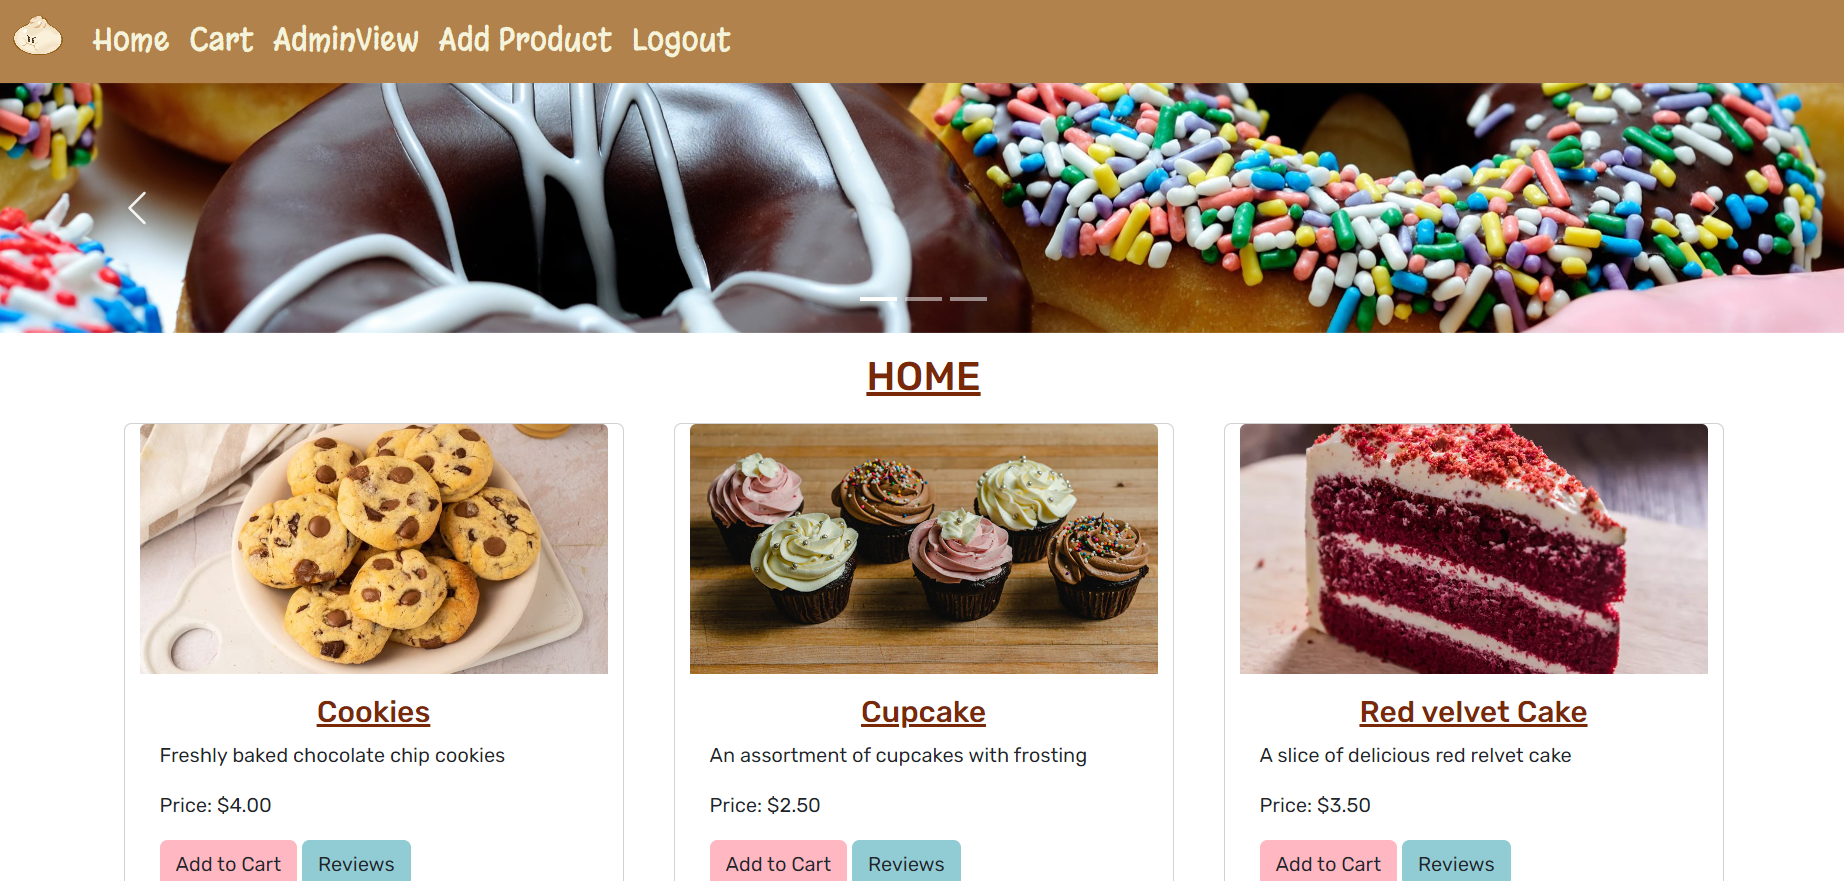 Home Cart AdminView Add Product Logout
HOME
Cookies
Freshly baked chocolate chip cookies
Price: $4.00
Add to Cart Reviews
Cupcake
An assortment of cupcakes with frosting
Price: $2.50
Add to Cart Reviews
Red velvet Cake
A slice of delicious red relvet cake
Price: $3.50
Add to Cart Reviews